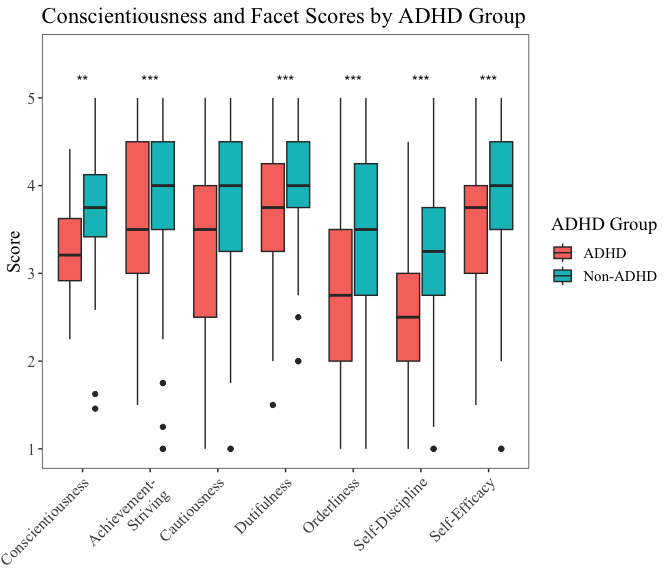 Conscientiousness and Facet Scores by ADHD Group
** *** *** *** *** ***
5
4
3
2
1
Score
Conscientiousness
Achievement-
Striving
Cautiousness
Dutifulness
Orderliness
Self-Discipline
Self-Efficacy
ADHD Group
ADHD
Non-ADHD